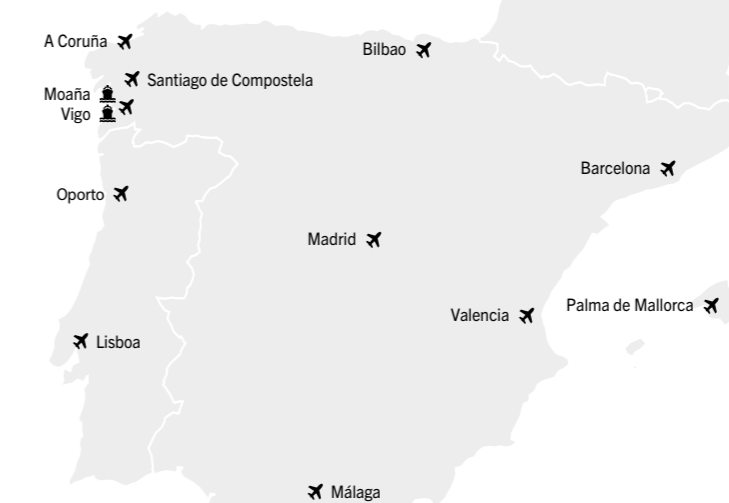 A Coruña
Bilbao
Santiago de Compostela
Moaña
Vigo
Barcelona
Oporto
Madrid
Palma de Mallorca
Valencia
Lisboa
Málaga